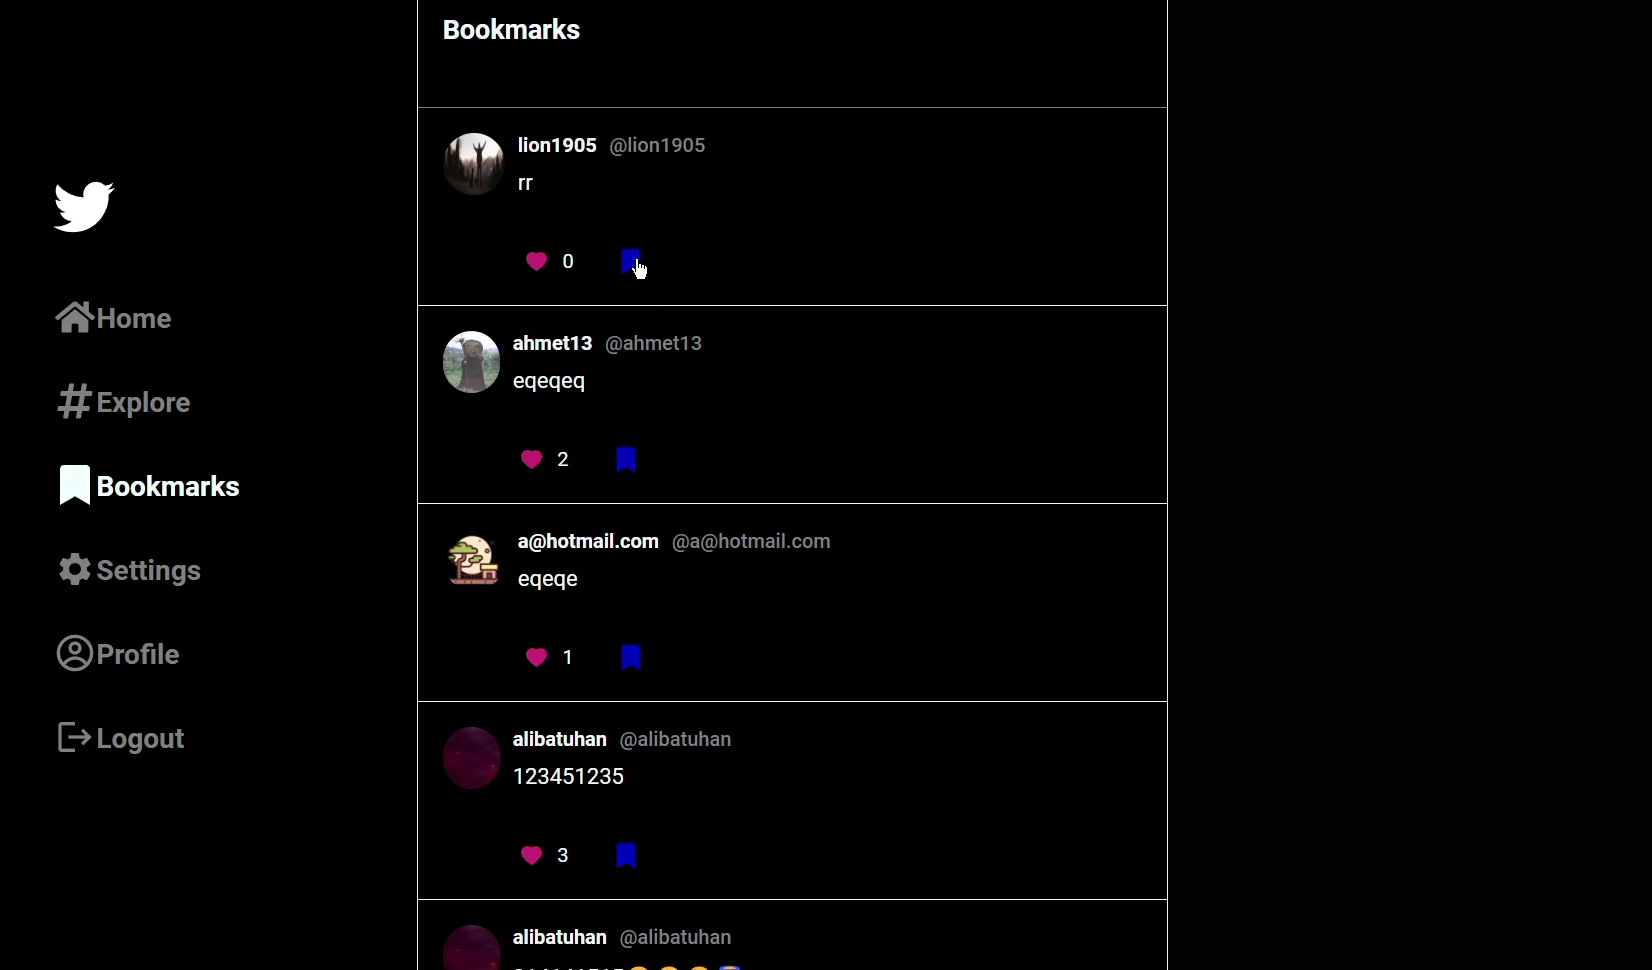 Bookmarks
lion1905 @lion1905
rr
0
Home
ahmet13 @ahmet13
eqeqeq
Explore
2
Bookmarks
a@hotmail.com @a@hotmail.com
Settings
eqeqe
Profile
1
Logout
alibatuhan @alibatuhan
123451235
3
alibatuhan @alibatuhan